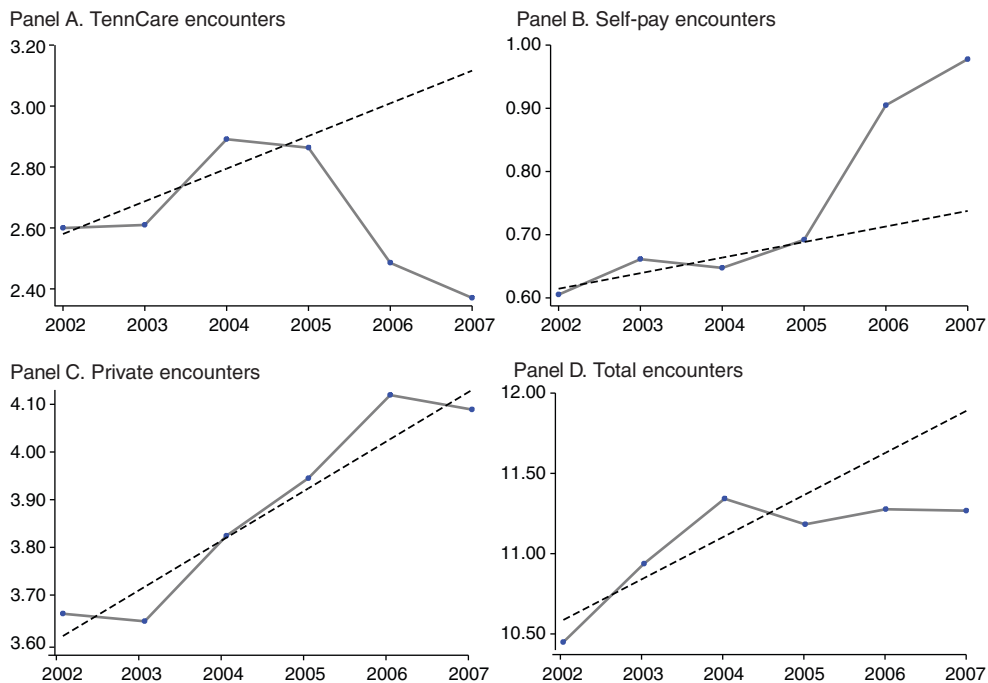 Panel A. TennCare encounters
3.20
3.00
2.80
2.60
2.40
2002 2003 2004 2005 2006 2007
Panel B. Self-pay encounters
1.00
0.90
0.80
0.70
0.60
2002 2003 2004 2005 2006 2007
Panel C. Private encounters
4.10
4.00
3.90
3.80
3.70
3.60
2002 2003 2004 2005 2006 2007
Panel D. Total encounters
12.00
11.50
11.00
10.50
2002 2003 2004 2005 2006 2007